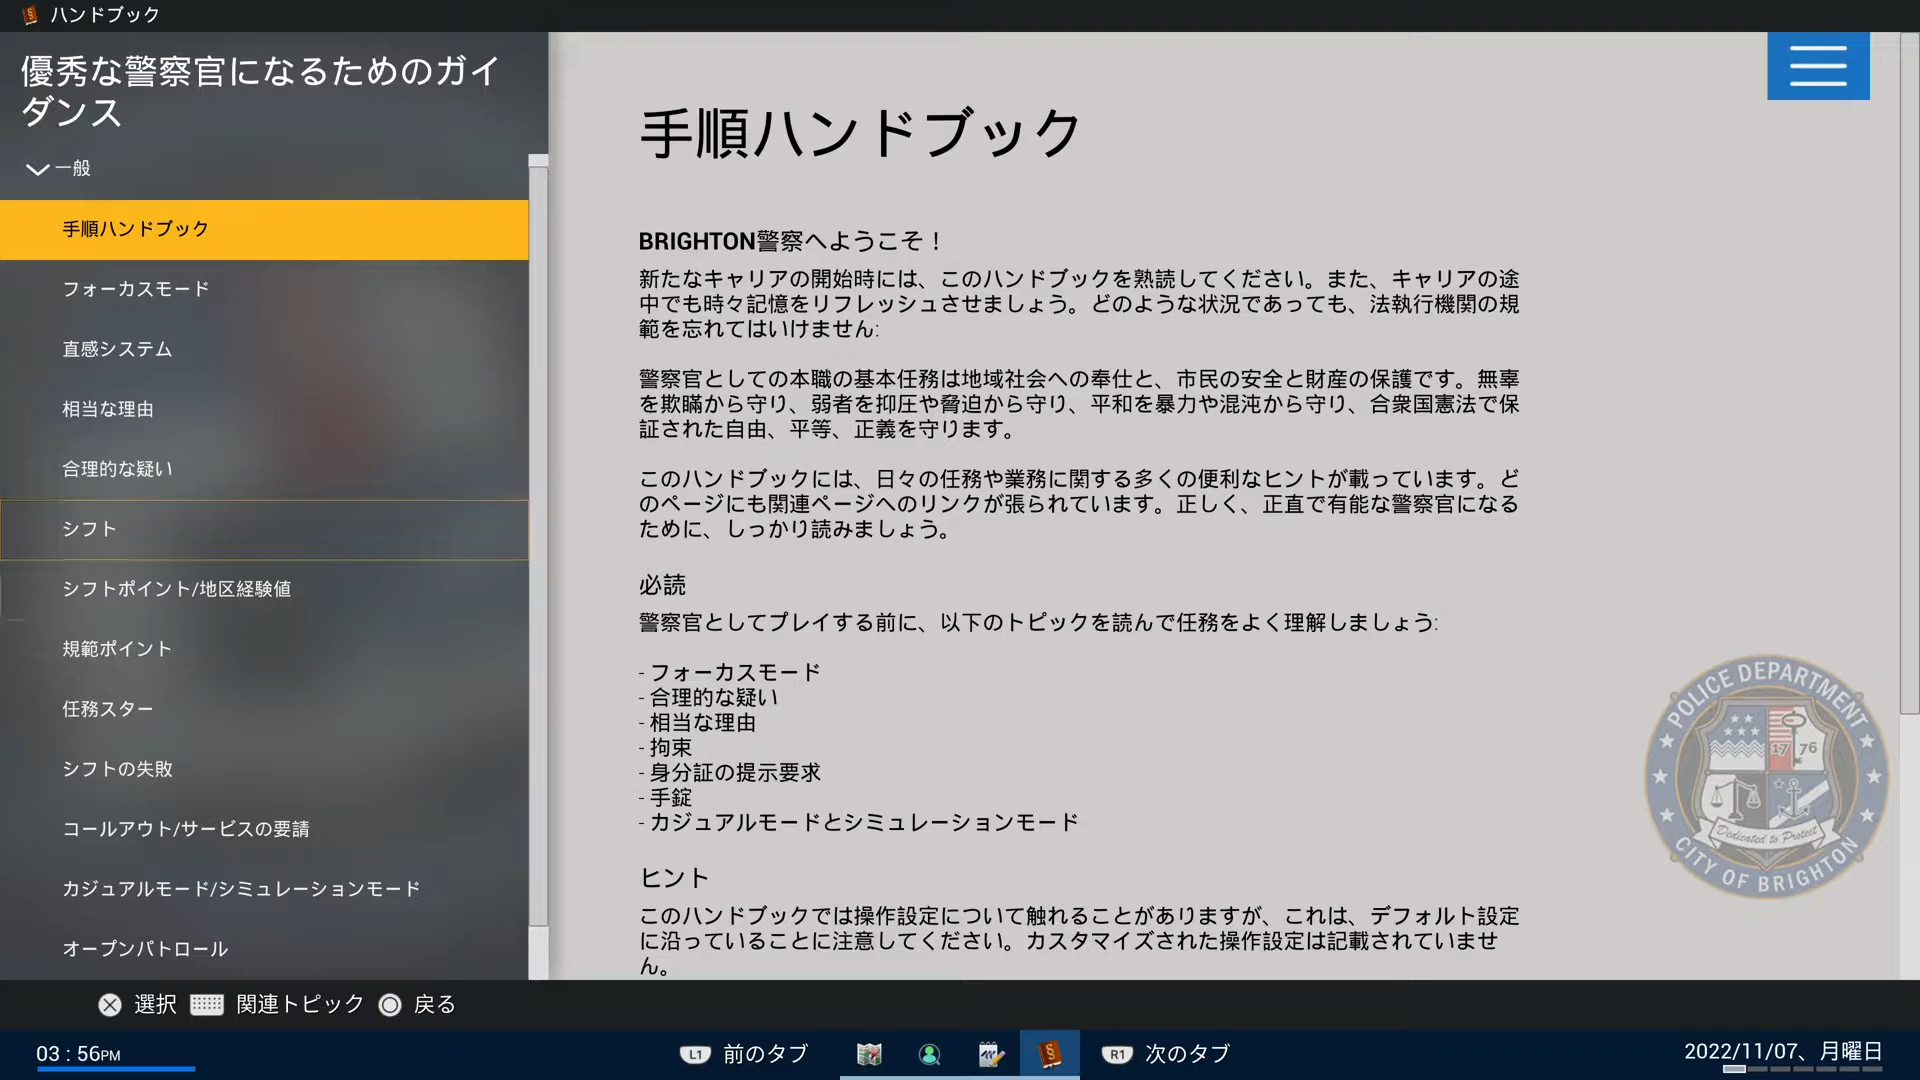 ハンドブック
優秀な警察官になるためのガイ
ダンス
一般
手順ハンドブック
フォーカスモード
直感システム
相当な理由
合理的な疑い
シフト
シフトポイント/地区経験値
規範ポイント
任務スター
シフトの失敗
コールアウト/サービスの要請
カジュアルモード/シミュレーションモード
オープンパトロール
手順ハンドブック
BRIGHTON警察へようこそ！
新たなキャリアの開始時には、このハンドブックを熟読してください。また、キャリアの途
中でも時々記憶をリフレッシュさせましょう。どのような状況であっても、法執行機関の規
範を忘れてはいけません:
警察官としての本職の基本任務は地域社会への奉仕と、市民の安全と財産の保護です。無辜
を欺瞞から守り、弱者を抑圧や脅迫から守り、平和を暴力や混沌から守り、合衆国憲法で保
証された自由、平等、正義を守ります。
このハンドブックには、日々の任務や業務に関する多くの便利なヒントが載っています。ど
のページにも関連ページへのリンクが張られています。正しく、正直で有能な警察官になる
ために、しっかり読みましょう。
必読
警察官としてプレイする前に、以下のトピックを読んで任務をよく理解しましょう:
- フォーカスモード
- 合理的な疑い
- 相当な理由
- 拘束
- 身分証の提示要求
- 手錠
- カジュアルモードとシミュレーションモード
ヒント
このハンドブックでは操作設定について触れることがありますが、これは、デフォルト設定
に沿っていることに注意してください。カスタマイズされた操作設定は記載されていませ
ん。
POLICE DEPARTMENT
17 76
Dedicated to Protect
CITY OF BRIGHTON
選択 関連トピック 戻る
03 : 56PM
L1 前のタブ
R1 次のタブ
2022/11/07、月曜日